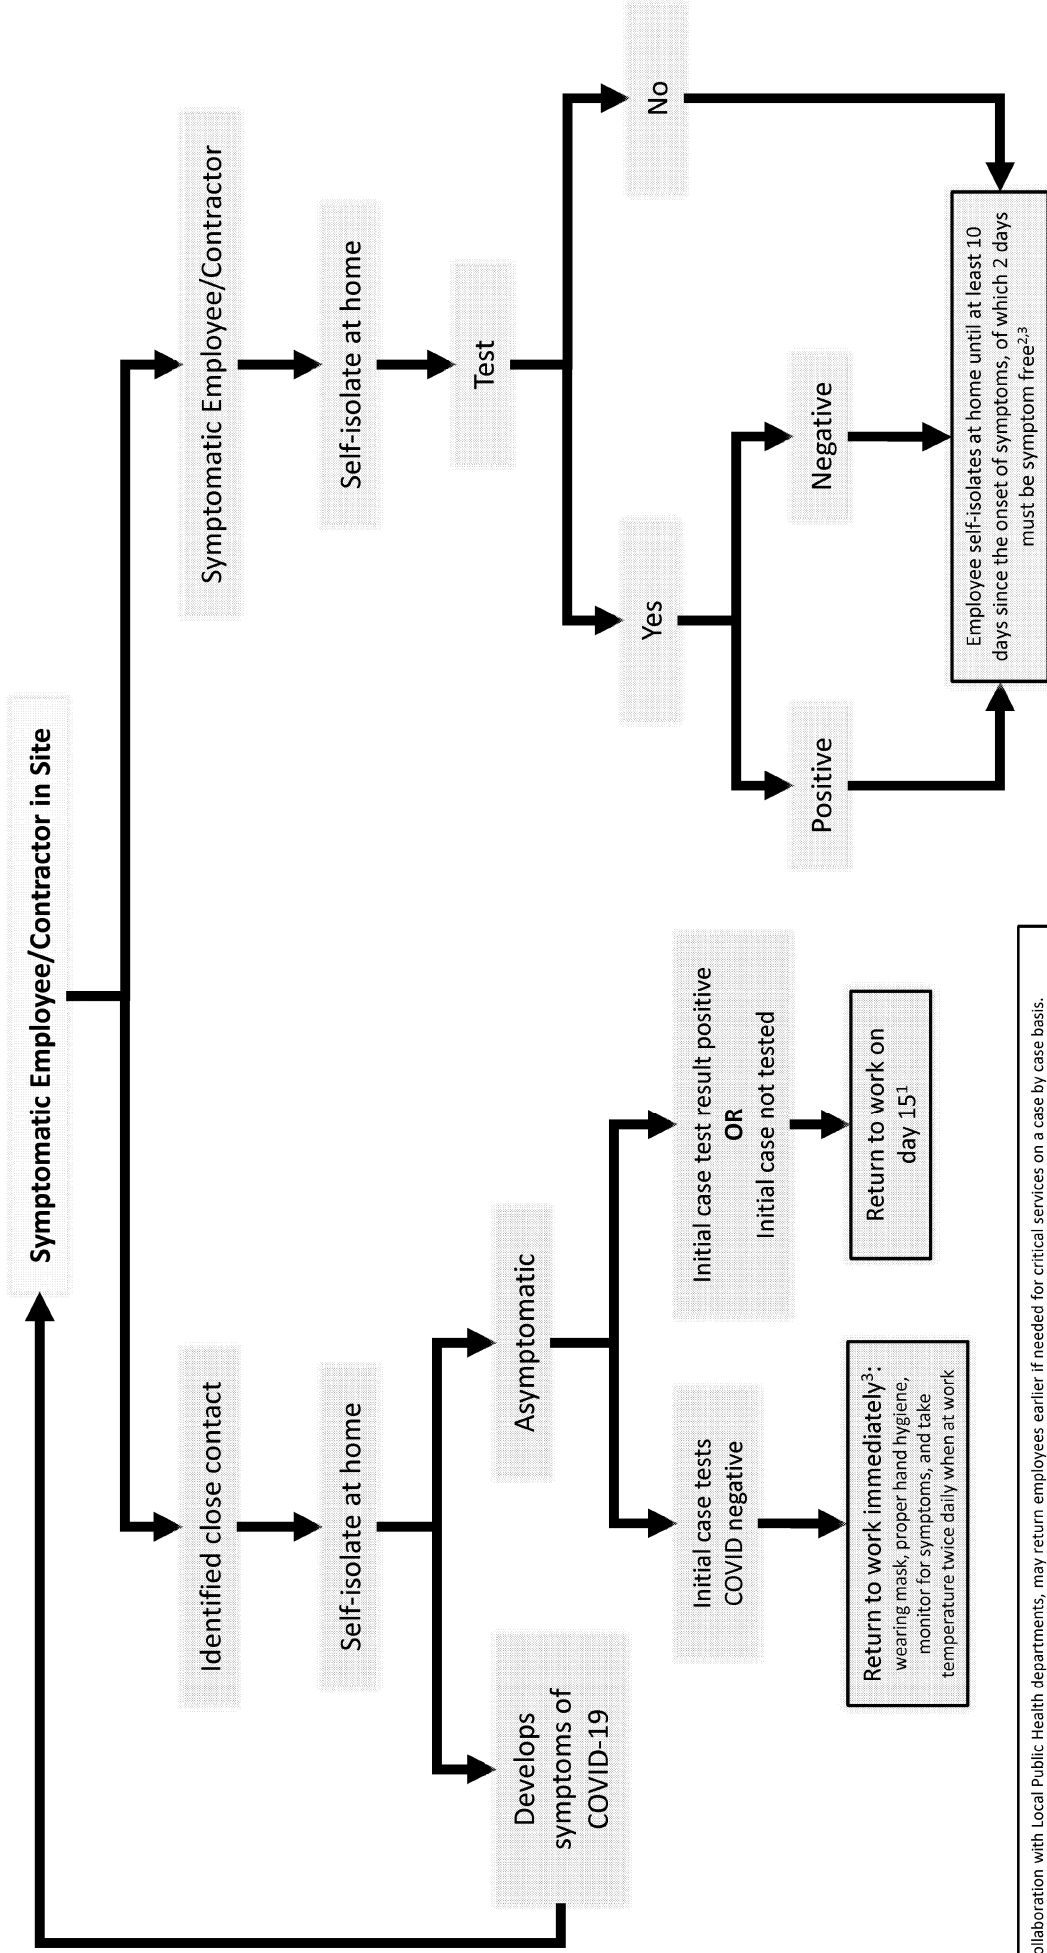 Symptomatic Employee/Contractor in Site
Identified close contact
Symptomatic Employee/Contractor
Self-isolate at home
Self-isolate at home
Develops
symptoms of
COVID-19
Asymptomatic
Test
Initial case tests
COVID negative
Initial case test result positive
OR
Initial case not tested
Yes
No
Return to work immediately³:
wearing mask, proper hand hygiene,
monitor for symptoms, and take
temperature twice daily when at work
Return to work on
day 15¹
Positive
Negative
Employee self-isolates at home until at least 10
days since the onset of symptoms, of which 2 days
must be symptom free²,³
with Local Public Health departments, may return employees earlier if needed for critical services on a case by case basis.